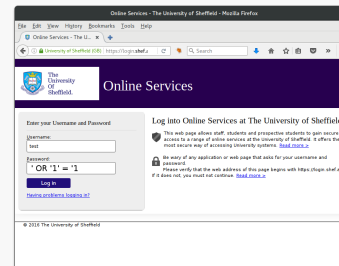 Online Services - The University of Sheffield - Mozilla Firefox
File Edit View History Bookmarks Tools Help
Online Services - The U...
University of Sheffield (GB) https://login.shef.a
Search
The
University
Of
Sheffield.
Online Services
Enter your Username and Password
Username:
test
Password:
' OR '1' = '1
Log in
Having problems logging in?
Log into Online Services at The University of Sheffield
This web page allows staff, students and prospective students to gain secure
access to a range of online services at the University of Sheffield. It offers the
most secure way of accessing University systems. Read more »
Be wary of any application or web page that asks for your username and
password.
Please verify that the web address of this page begins with https://login.shef.a
If it does not, you must not continue. Read more »
© 2016 The University of Sheffield